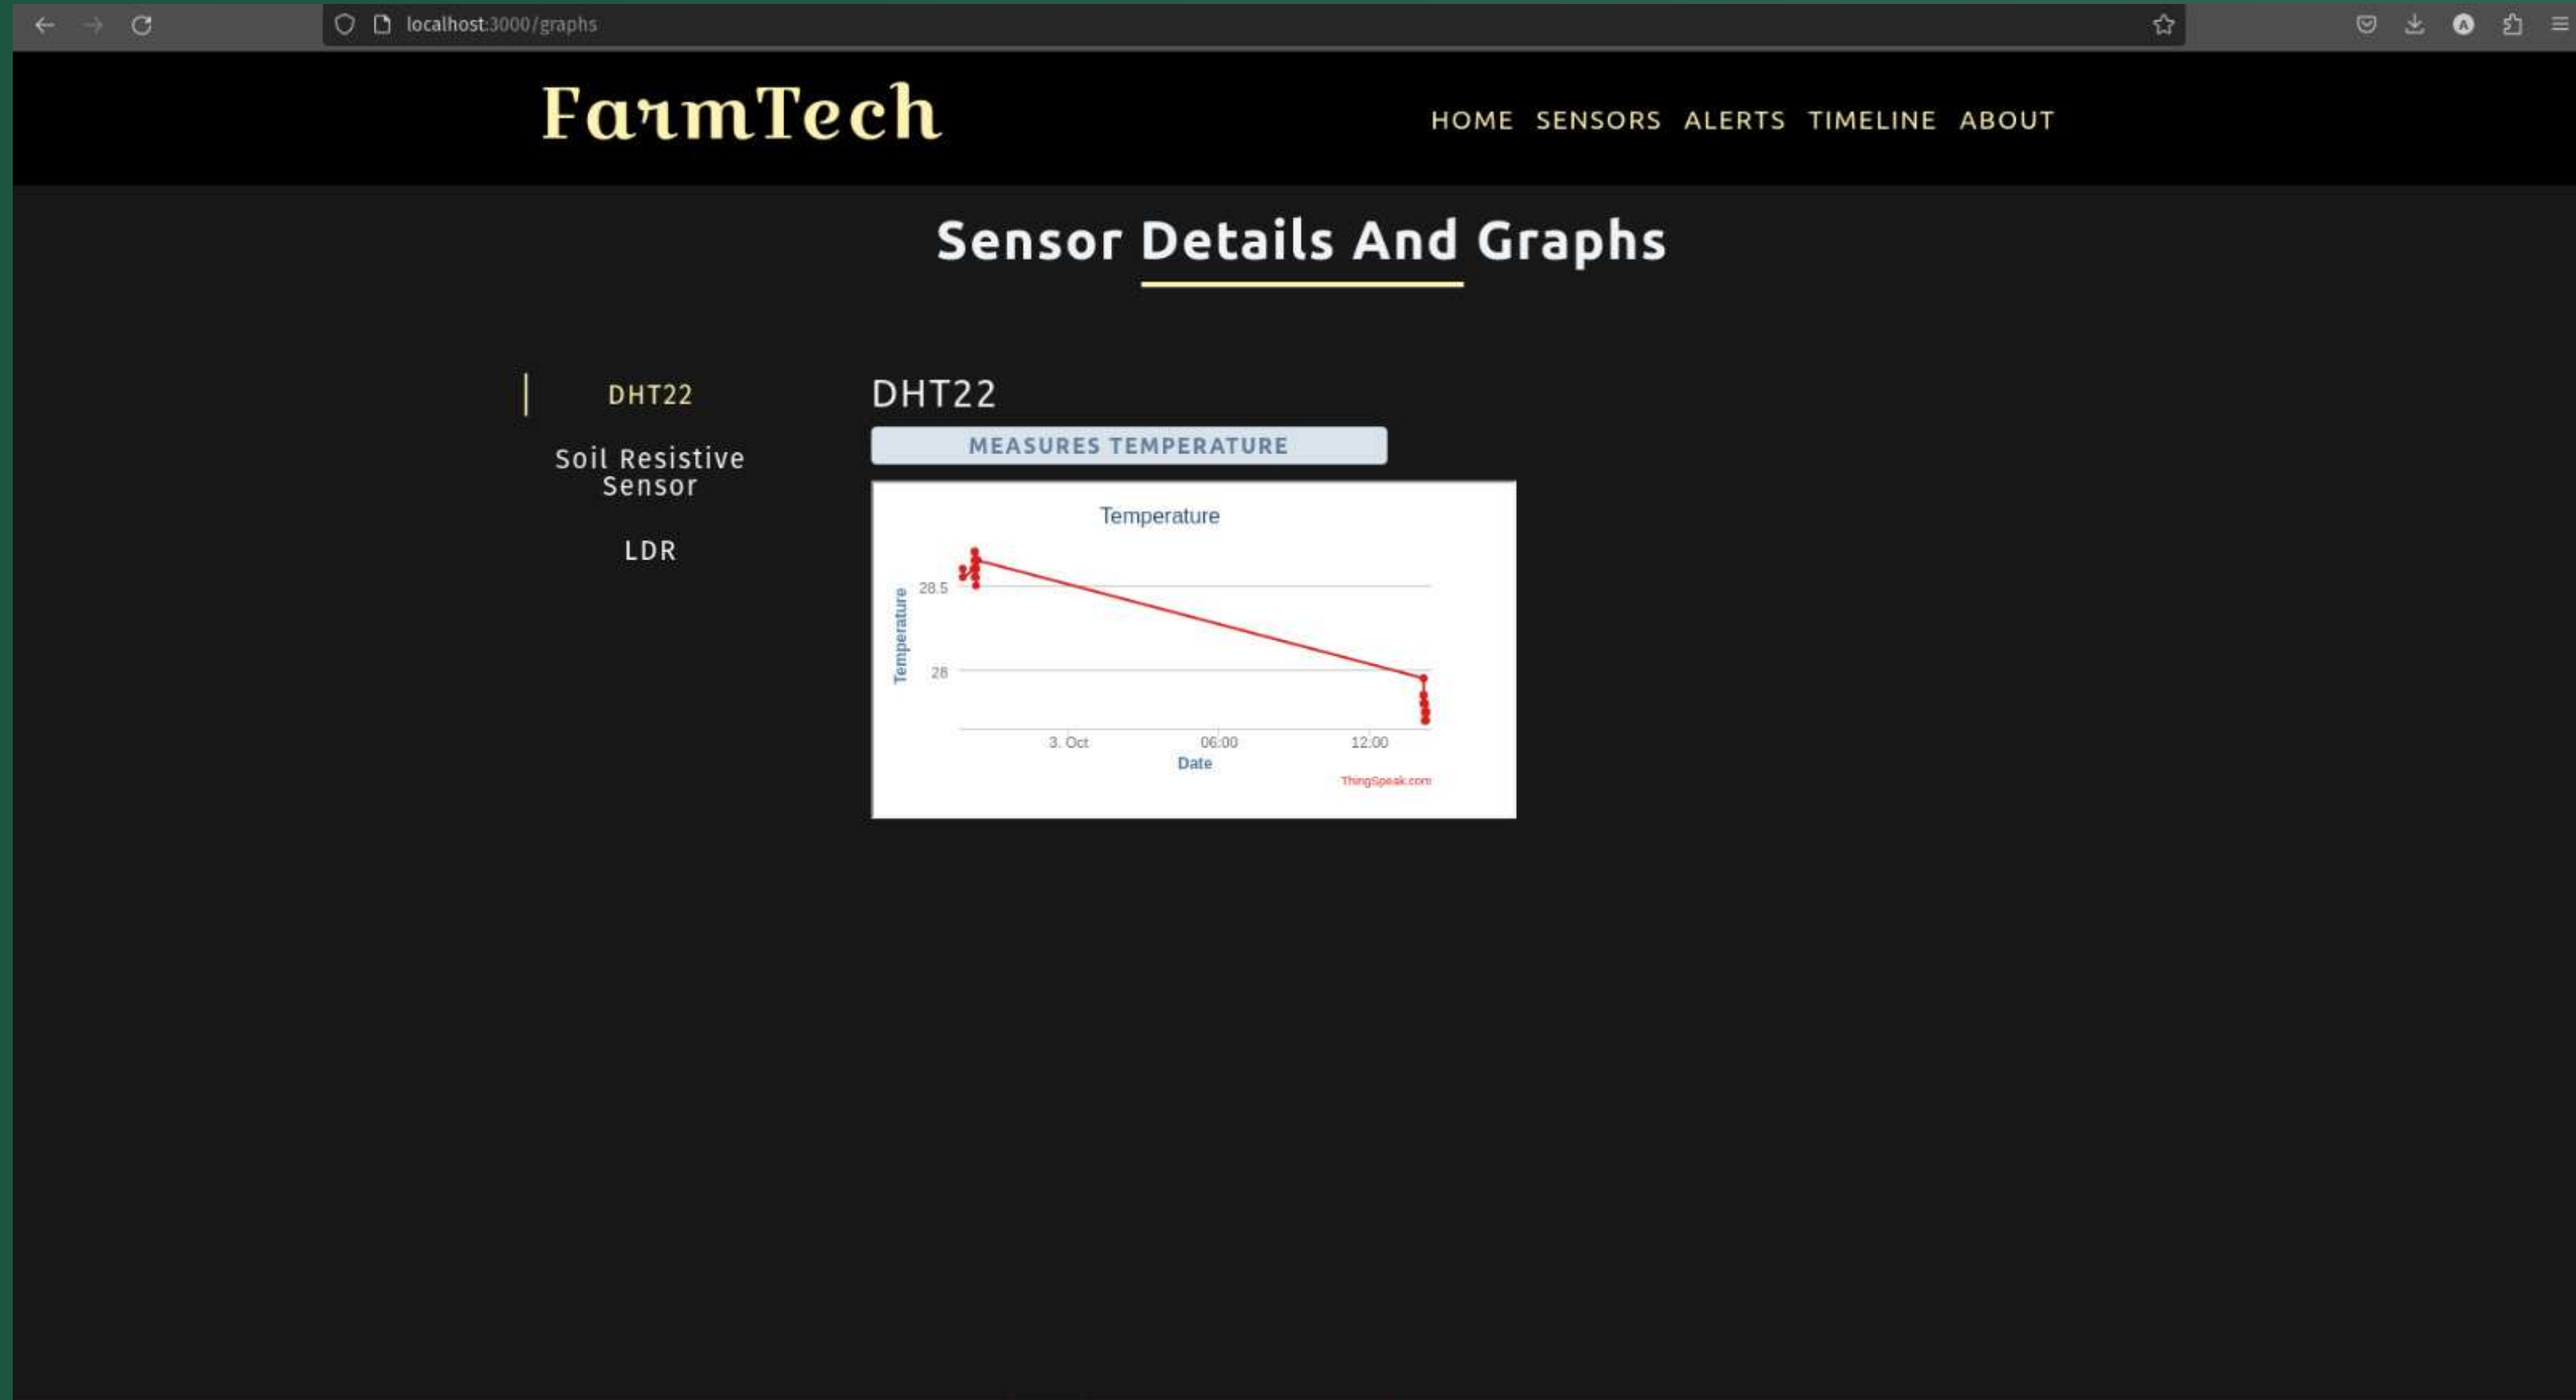 localhost:3000/graphs
FarmTech
HOME SENSORS ALERTS TIMELINE ABOUT
Sensor Details And Graphs
DHT22
Soil Resistive
Sensor
LDR
DHT22
MEASURES TEMPERATURE
Temperature
Temperature
28.5
28
3. Oct 06:00 12:00
Date
ThingSpeak.com